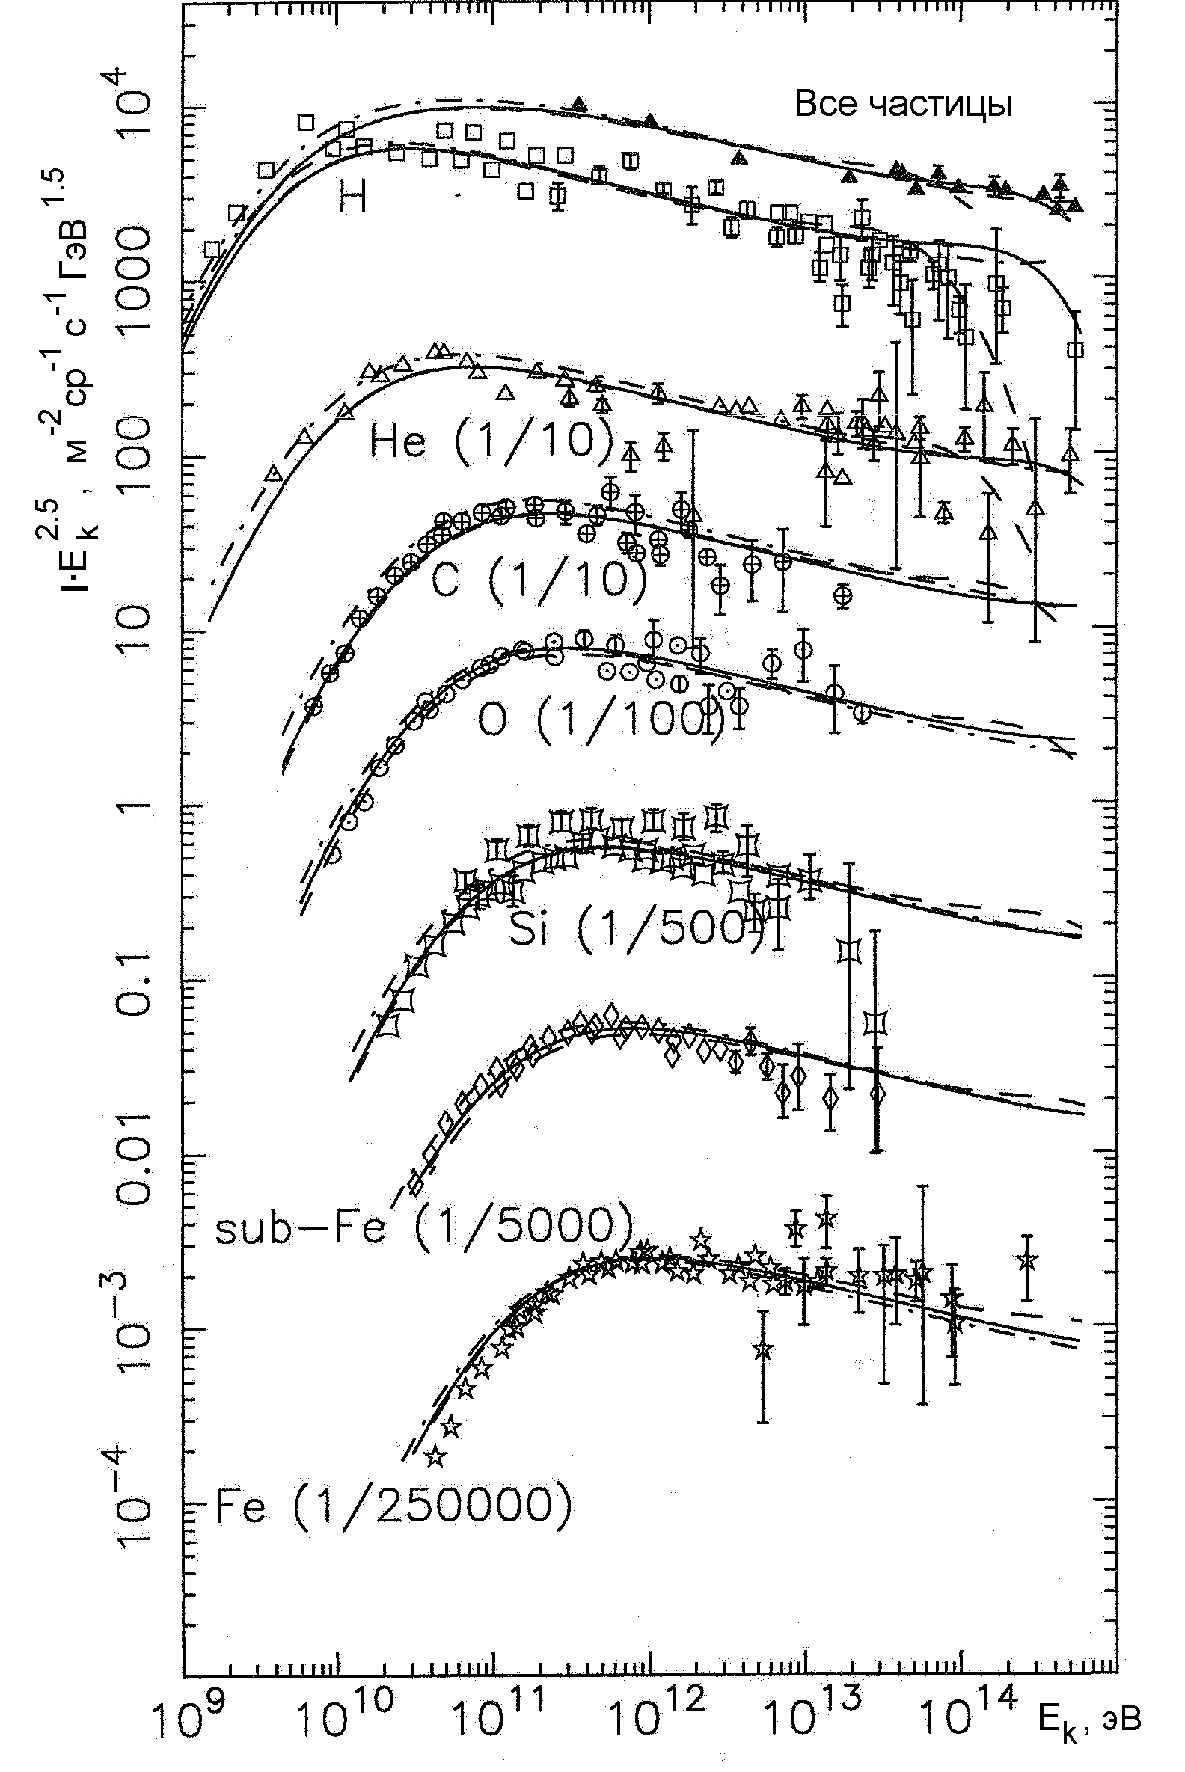 I·E_k^2.5, м^-2 ср^-1 с^-1 ГэВ^1.5
10^4
1000
100
10
1
0.1
0.01
10^-3
10^-4
Все частицы
H
He (1/10)
C (1/10)
O (1/100)
Si (1/500)
sub-Fe (1/5000)
Fe (1/250000)
10^9 10^10 10^11 10^12 10^13 10^14 E_k, эВ